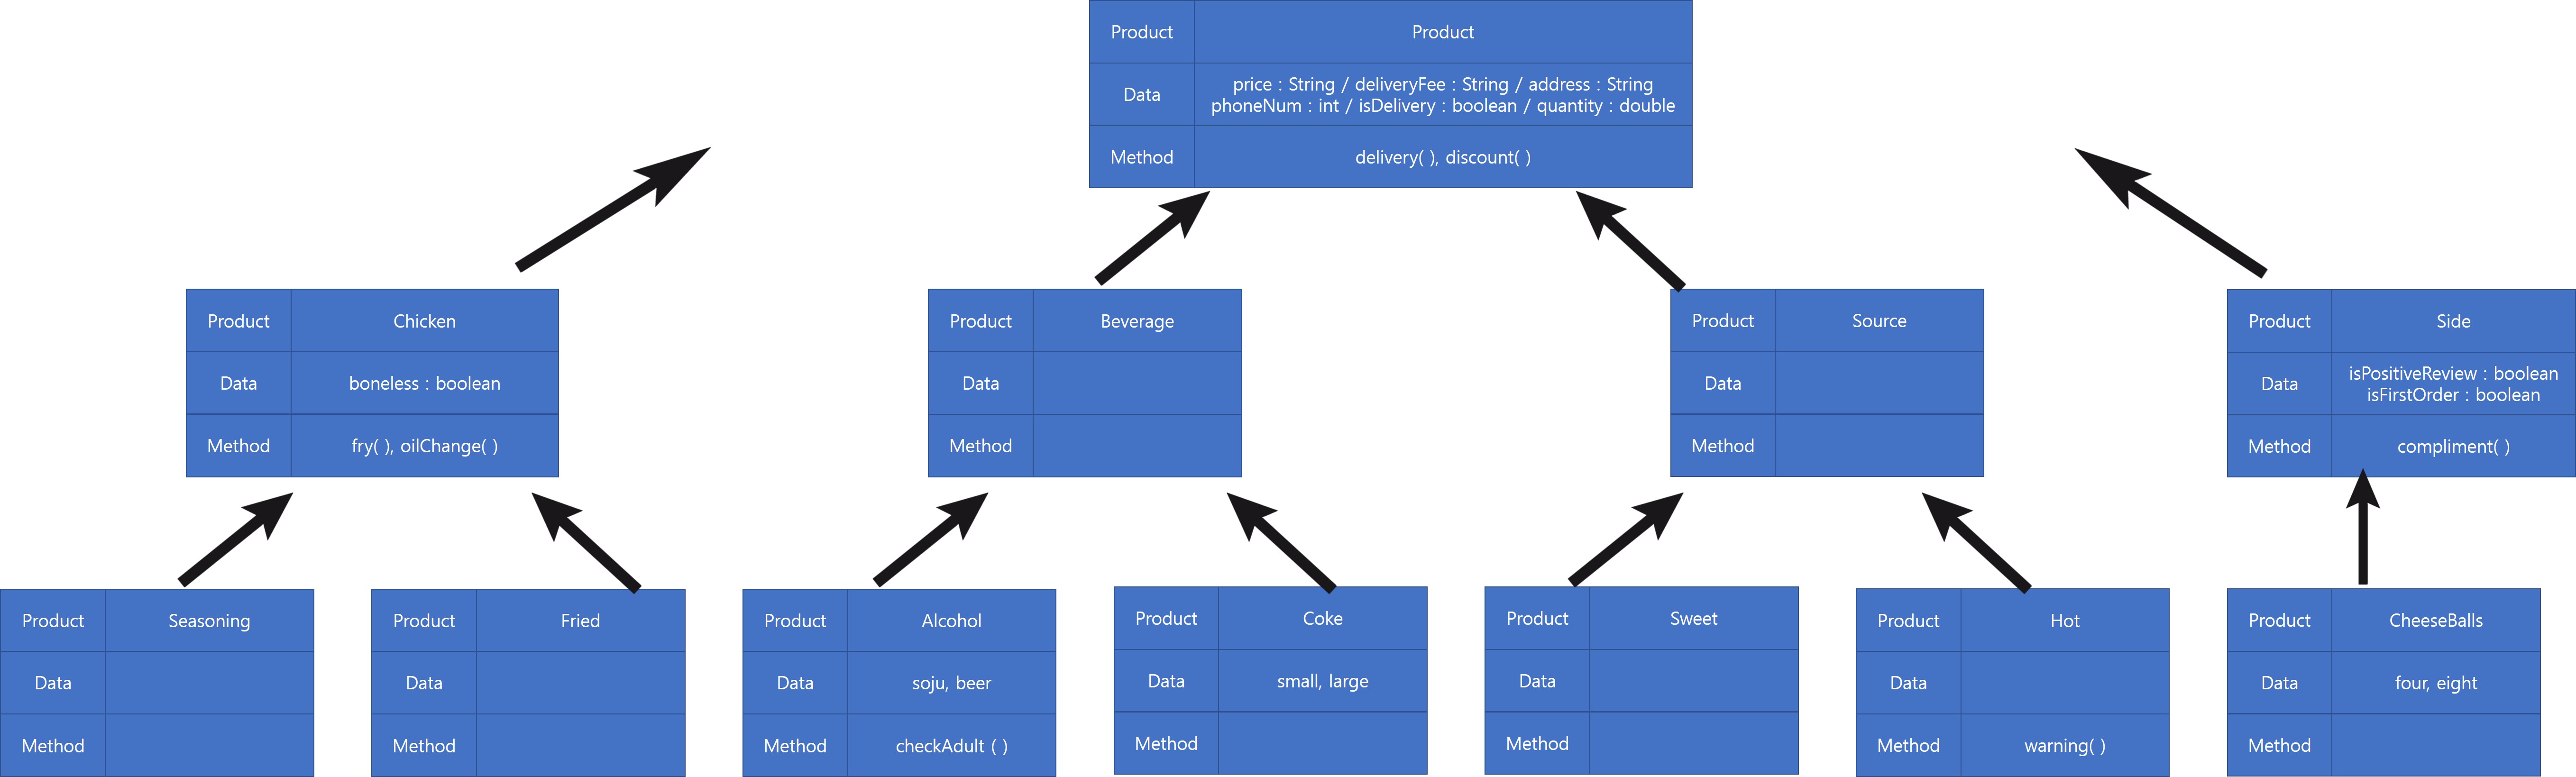 Product Product
Data price : String / deliveryFee : String / address : String
phoneNum : int / isDelivery : boolean / quantity : double
Method delivery( ), discount( )
Product Chicken
Data boneless : boolean
Method fry( ), oilChange( )
Product Beverage
Data
Method
Product Source
Data
Method
Product Side
Data isPositiveReview : boolean
isFirstOrder : boolean
Method compliment( )
Product Seasoning
Data
Method
Product Fried
Data
Method
Product Alcohol
Data soju, beer
Method checkAdult ( )
Product Coke
Data small, large
Method
Product Sweet
Data
Method
Product Hot
Data
Method warning( )
Product CheeseBalls
Data four, eight
Method